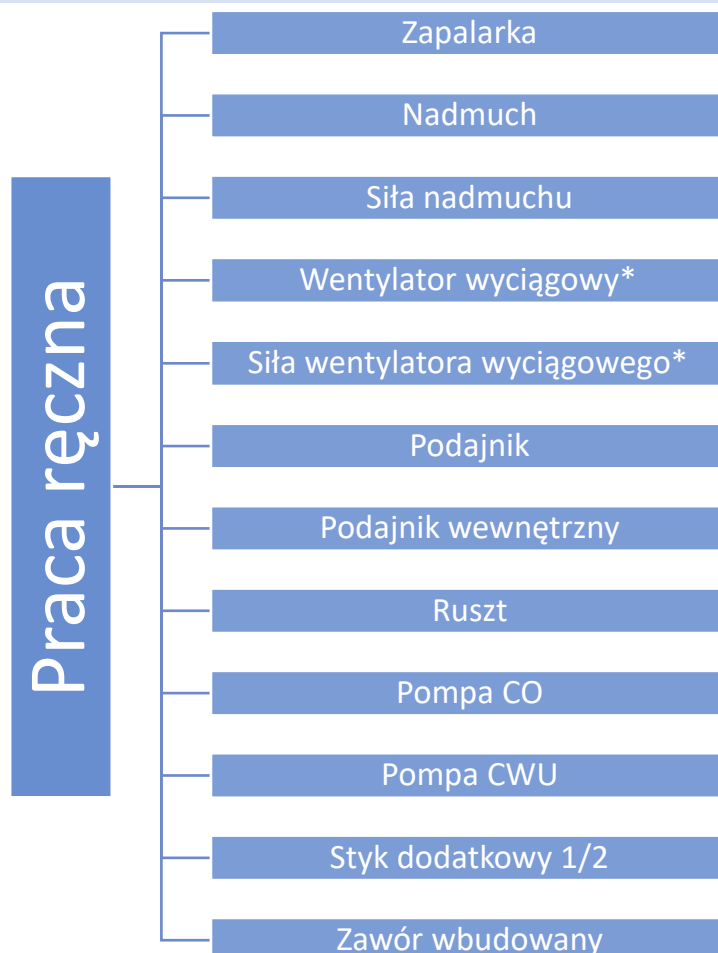 Praca ręczna
Zapalarka
Nadmuch
Siła nadmuchu
Wentylator wyciągowy*
Siła wentylatora wyciągowego*
Podajnik
Podajnik wewnętrzny
Ruszt
Pompa CO
Pompa CWU
Styk dodatkowy 1/2
Zawór wbudowany